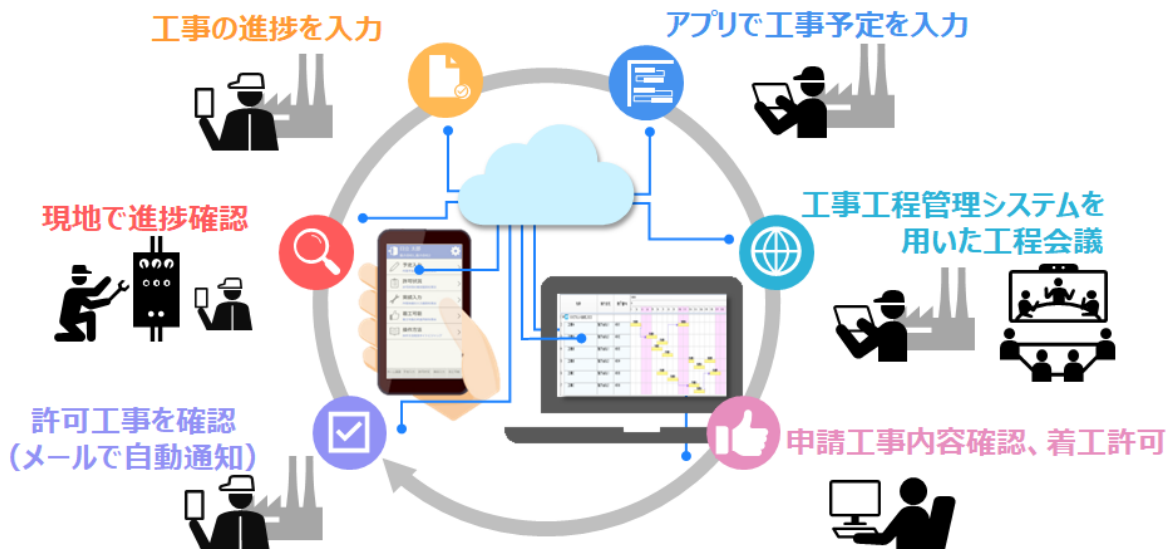 工事の進捗を入力
アプリで工事予定を入力
現地で進捗確認
工事工程管理システムを
用いた工程会議
許可工事を確認
(メールで自動通知)
申請工事内容確認、着工許可